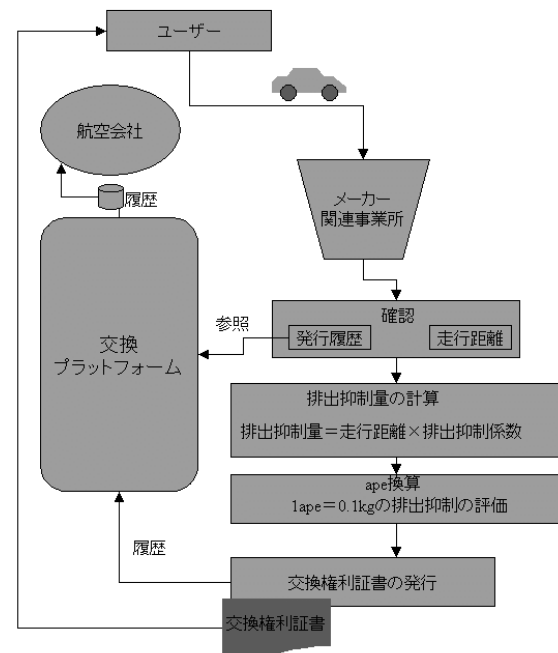 ユーザー
航空会社
履歴
メーカー
関連事業所
交換
プラットフォーム
参照
確認
発行履歴
走行距離
排出抑制量の計算
排出抑制量＝走行距離×排出抑制係数
ape換算
1ape＝0.1kgの排出抑制の評価
履歴
交換権利証書の発行
交換権利証書